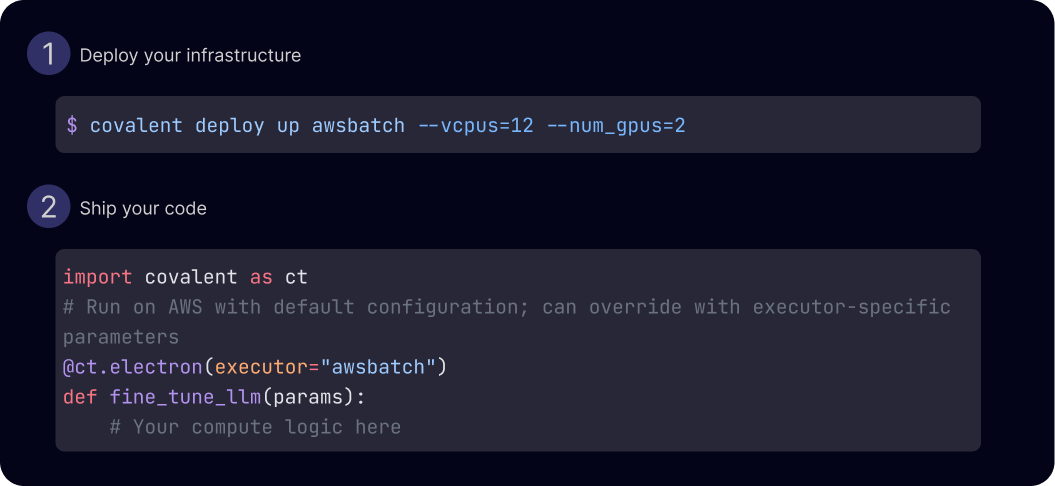 1 Deploy your infrastructure
$ covalent deploy up awsbatch --vcpus=12 --num_gpus=2
2 Ship your code
import covalent as ct
# Run on AWS with default configuration; can override with executor-specific
parameters
@ct.electron(executor="awsbatch")
def fine_tune_llm(params):
    # Your compute logic here